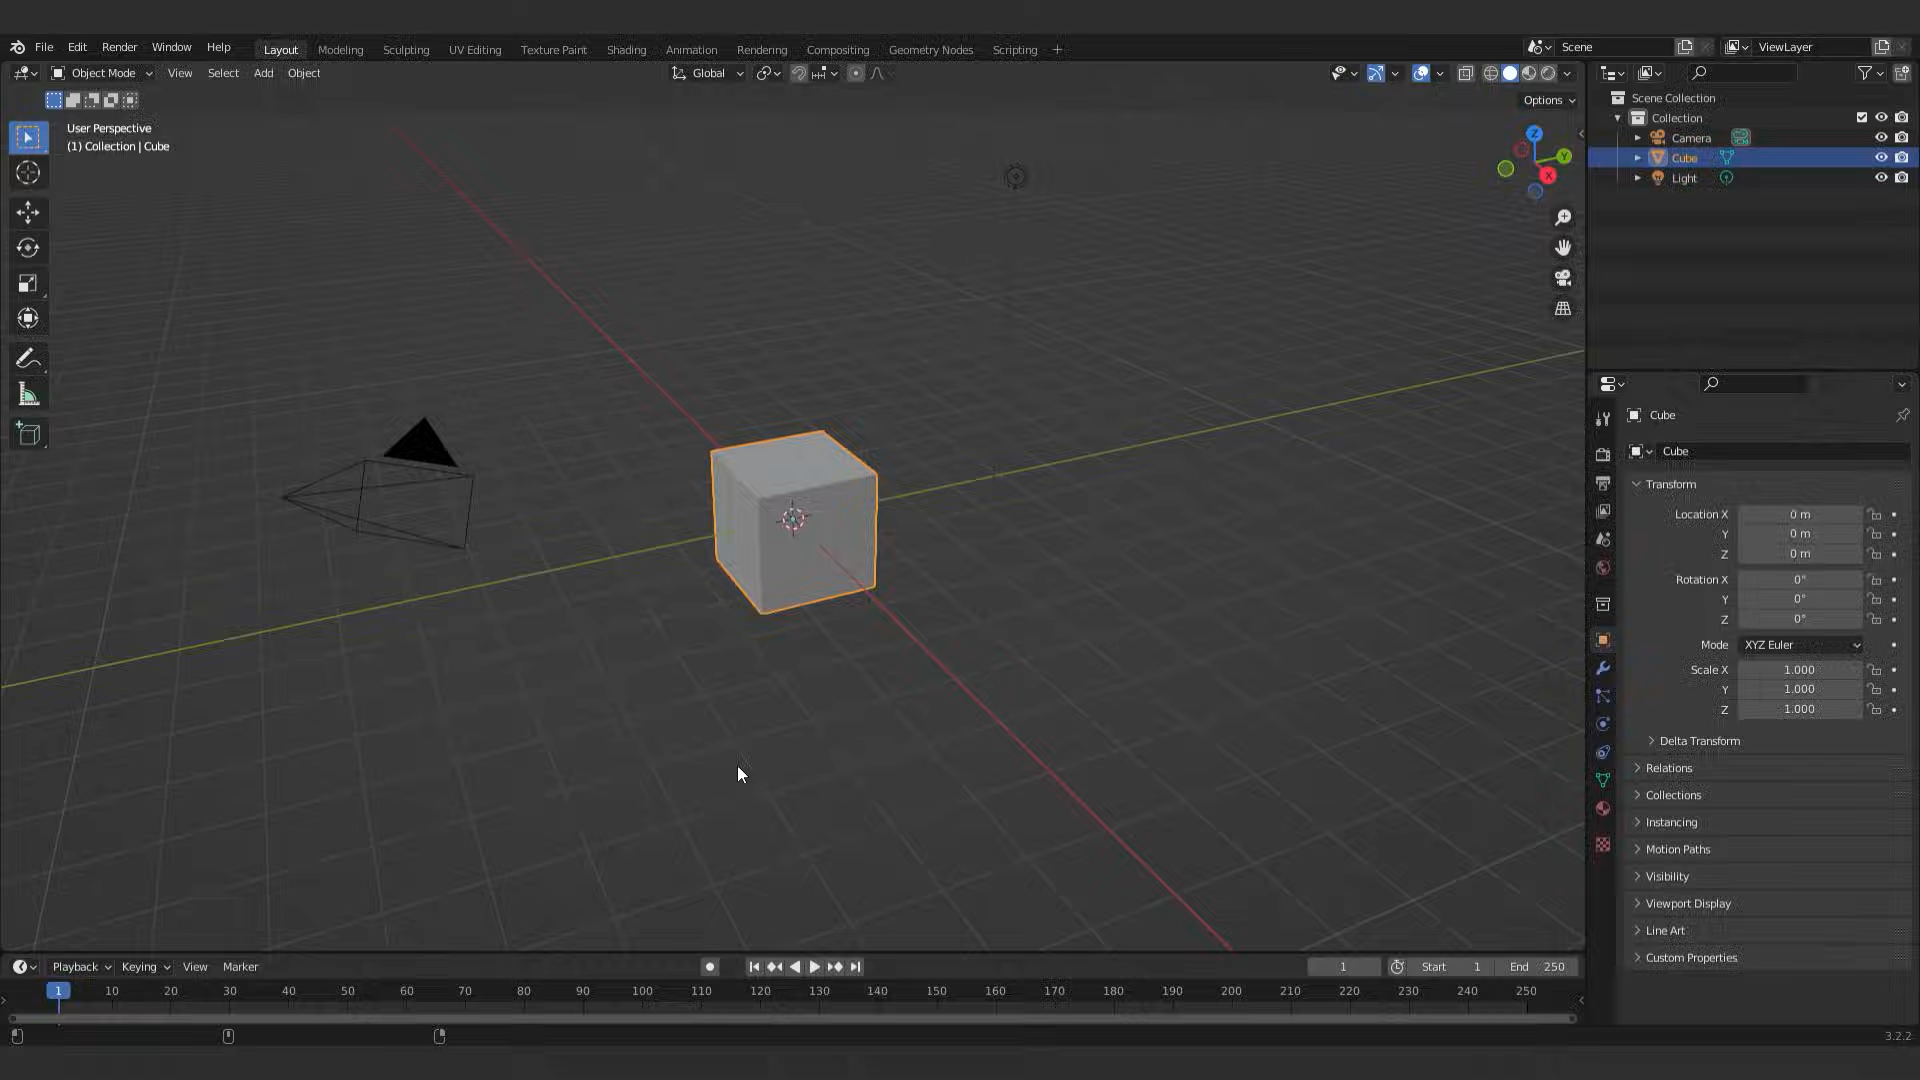 File Edit Render Window Help Layout Modeling Sculpting UV Editing Texture Paint Shading Animation Rendering Compositing Geometry Nodes Scripting + Scene ViewLayer
Object Mode View Select Add Object Global
Options
User Perspective
(1) Collection | Cube
Z
Y
X
Scene Collection
Collection
Camera
Cube
Light
Cube
Cube
Transform
Location X 0 m
Y 0 m
Z 0 m
Rotation X 0°
Y 0°
Z 0°
Mode XYZ Euler
Scale X 1.000
Y 1.000
Z 1.000
Delta Transform
Relations
Collections
Instancing
Motion Paths
Visibility
Viewport Display
Line Art
Custom Properties
Playback Keying View Marker 1 Start 1 End 250
1 10 20 30 40 50 60 70 80 90 100 110 120 130 140 150 160 170 180 190 200 210 220 230 240 250
3.2.2